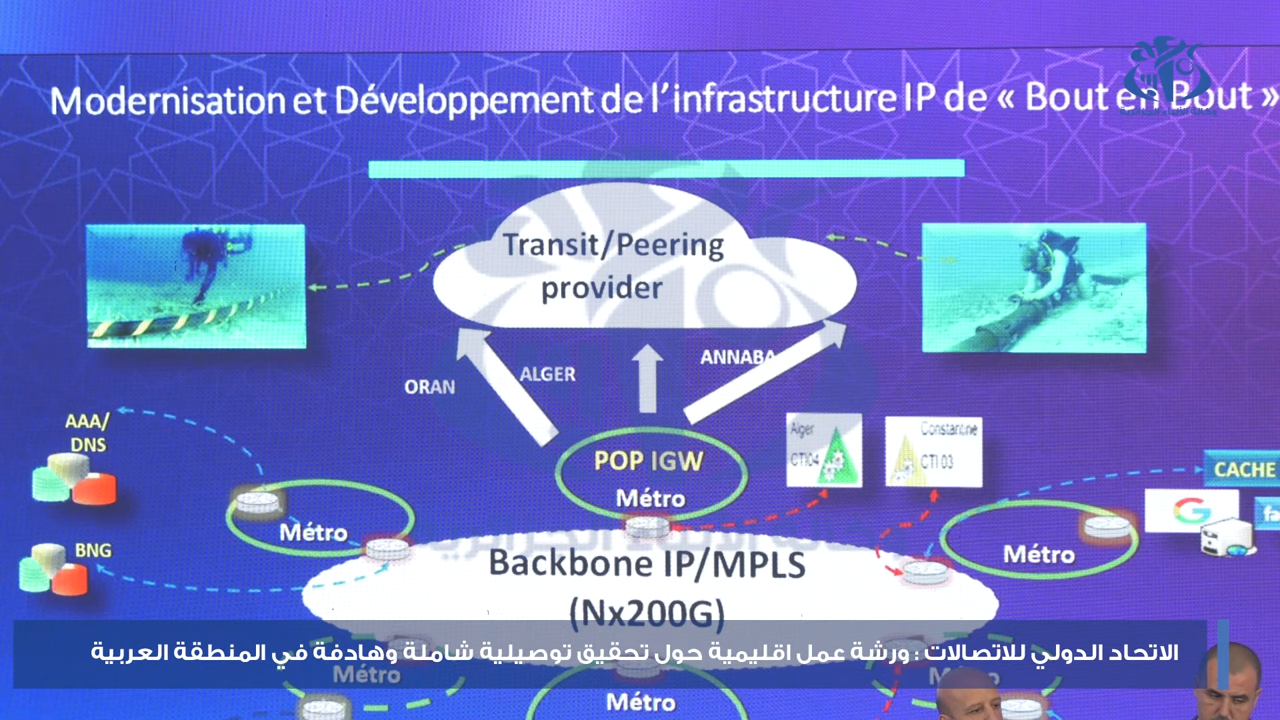 Modernisation et Développement de l’infrastructure IP de « Bout en Bout »
Transit/Peering
provider
ORAN
ALGER
ANNABA
AAA/
DNS
POP IGW
Métro
Alger
CTI04
Constantine
CTI 03
CACHE
G
fa
Métro
Métro
BNG
Backbone IP/MPLS
(Nx200G)
الاتحاد الدولي للاتصالات : ورشة عمل اقليمية حول تحقيق توصيلية شاملة وهادفة في المنطقة العربية
Métro
Métro